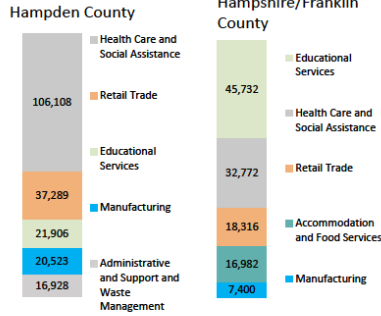 Hampden County
106,108
37,289
21,906
20,523
16,928
Health Care and
Social Assistance
Retail Trade
Educational
Services
Manufacturing
Administrative
and Support and
Waste
Management
Hampshire/Franklin
County
45,732
32,772
18,316
16,982
7,400
Educational
Services
Health Care and
Social Assistance
Retail Trade
Accommodation
and Food Services
Manufacturing